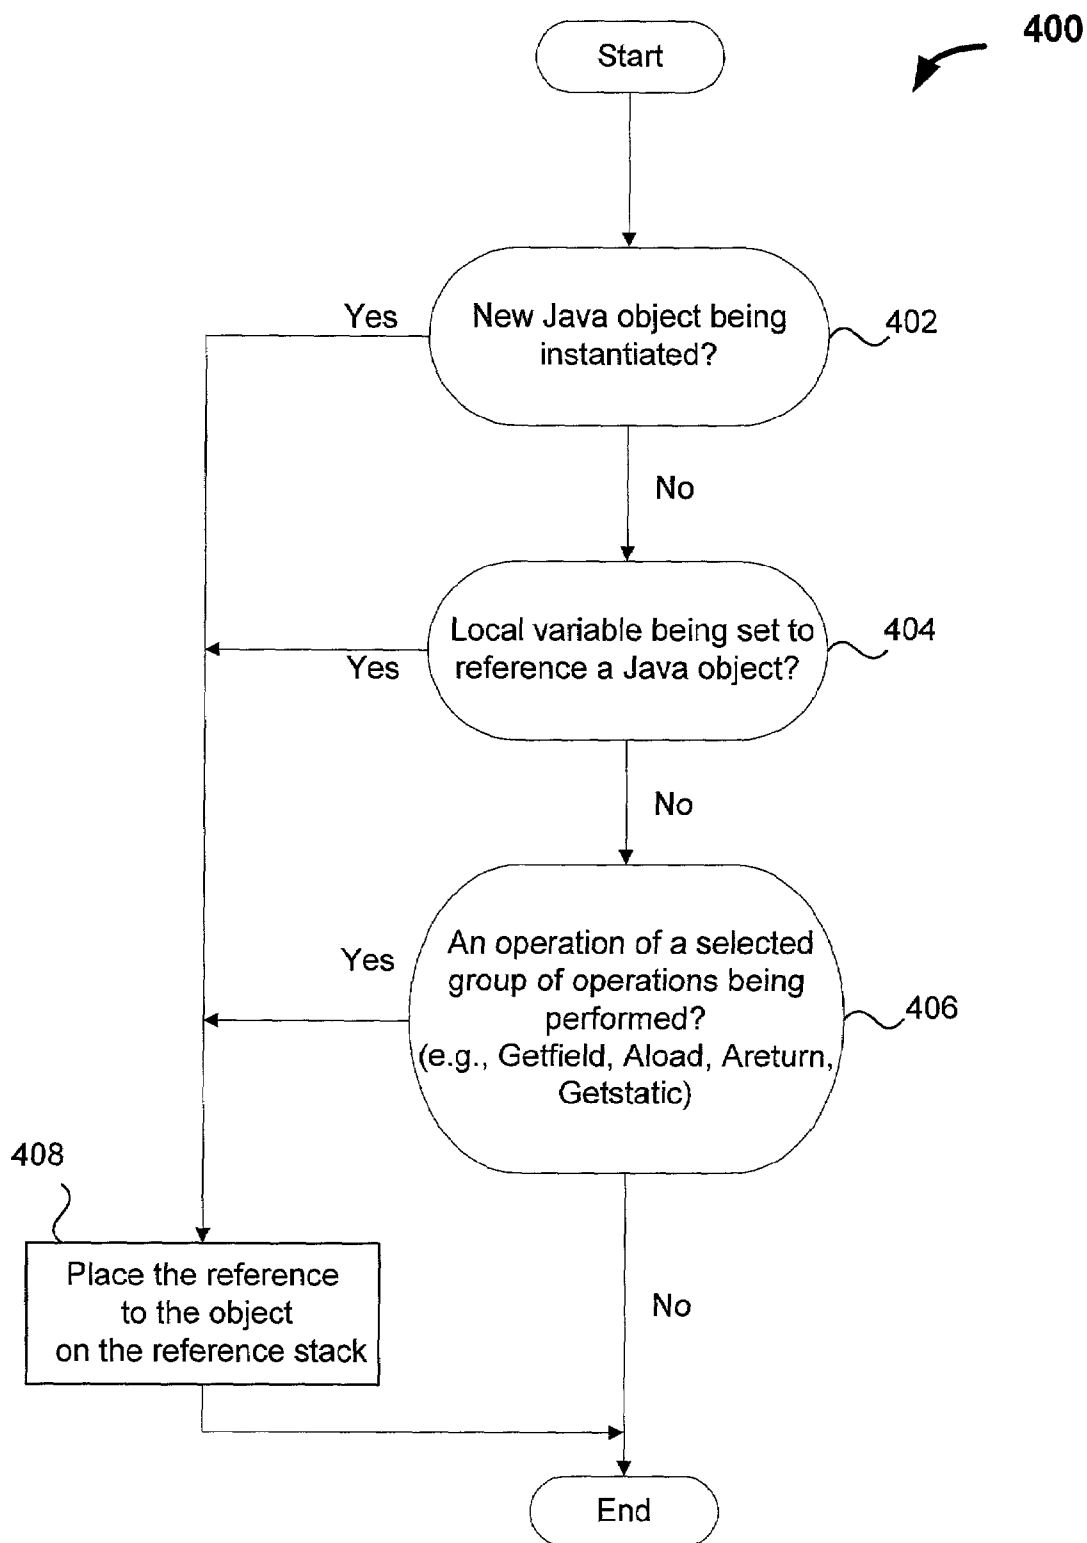 400
Start
New Java object being
instantiated?
Yes
402
No
Local variable being set to
reference a Java object?
404
Yes
No
An operation of a selected
group of operations being
performed?
(e.g., Getfield, Aload, Areturn,
Getstatic)
Yes
406
408
Place the reference
to the object
on the reference stack
No
End